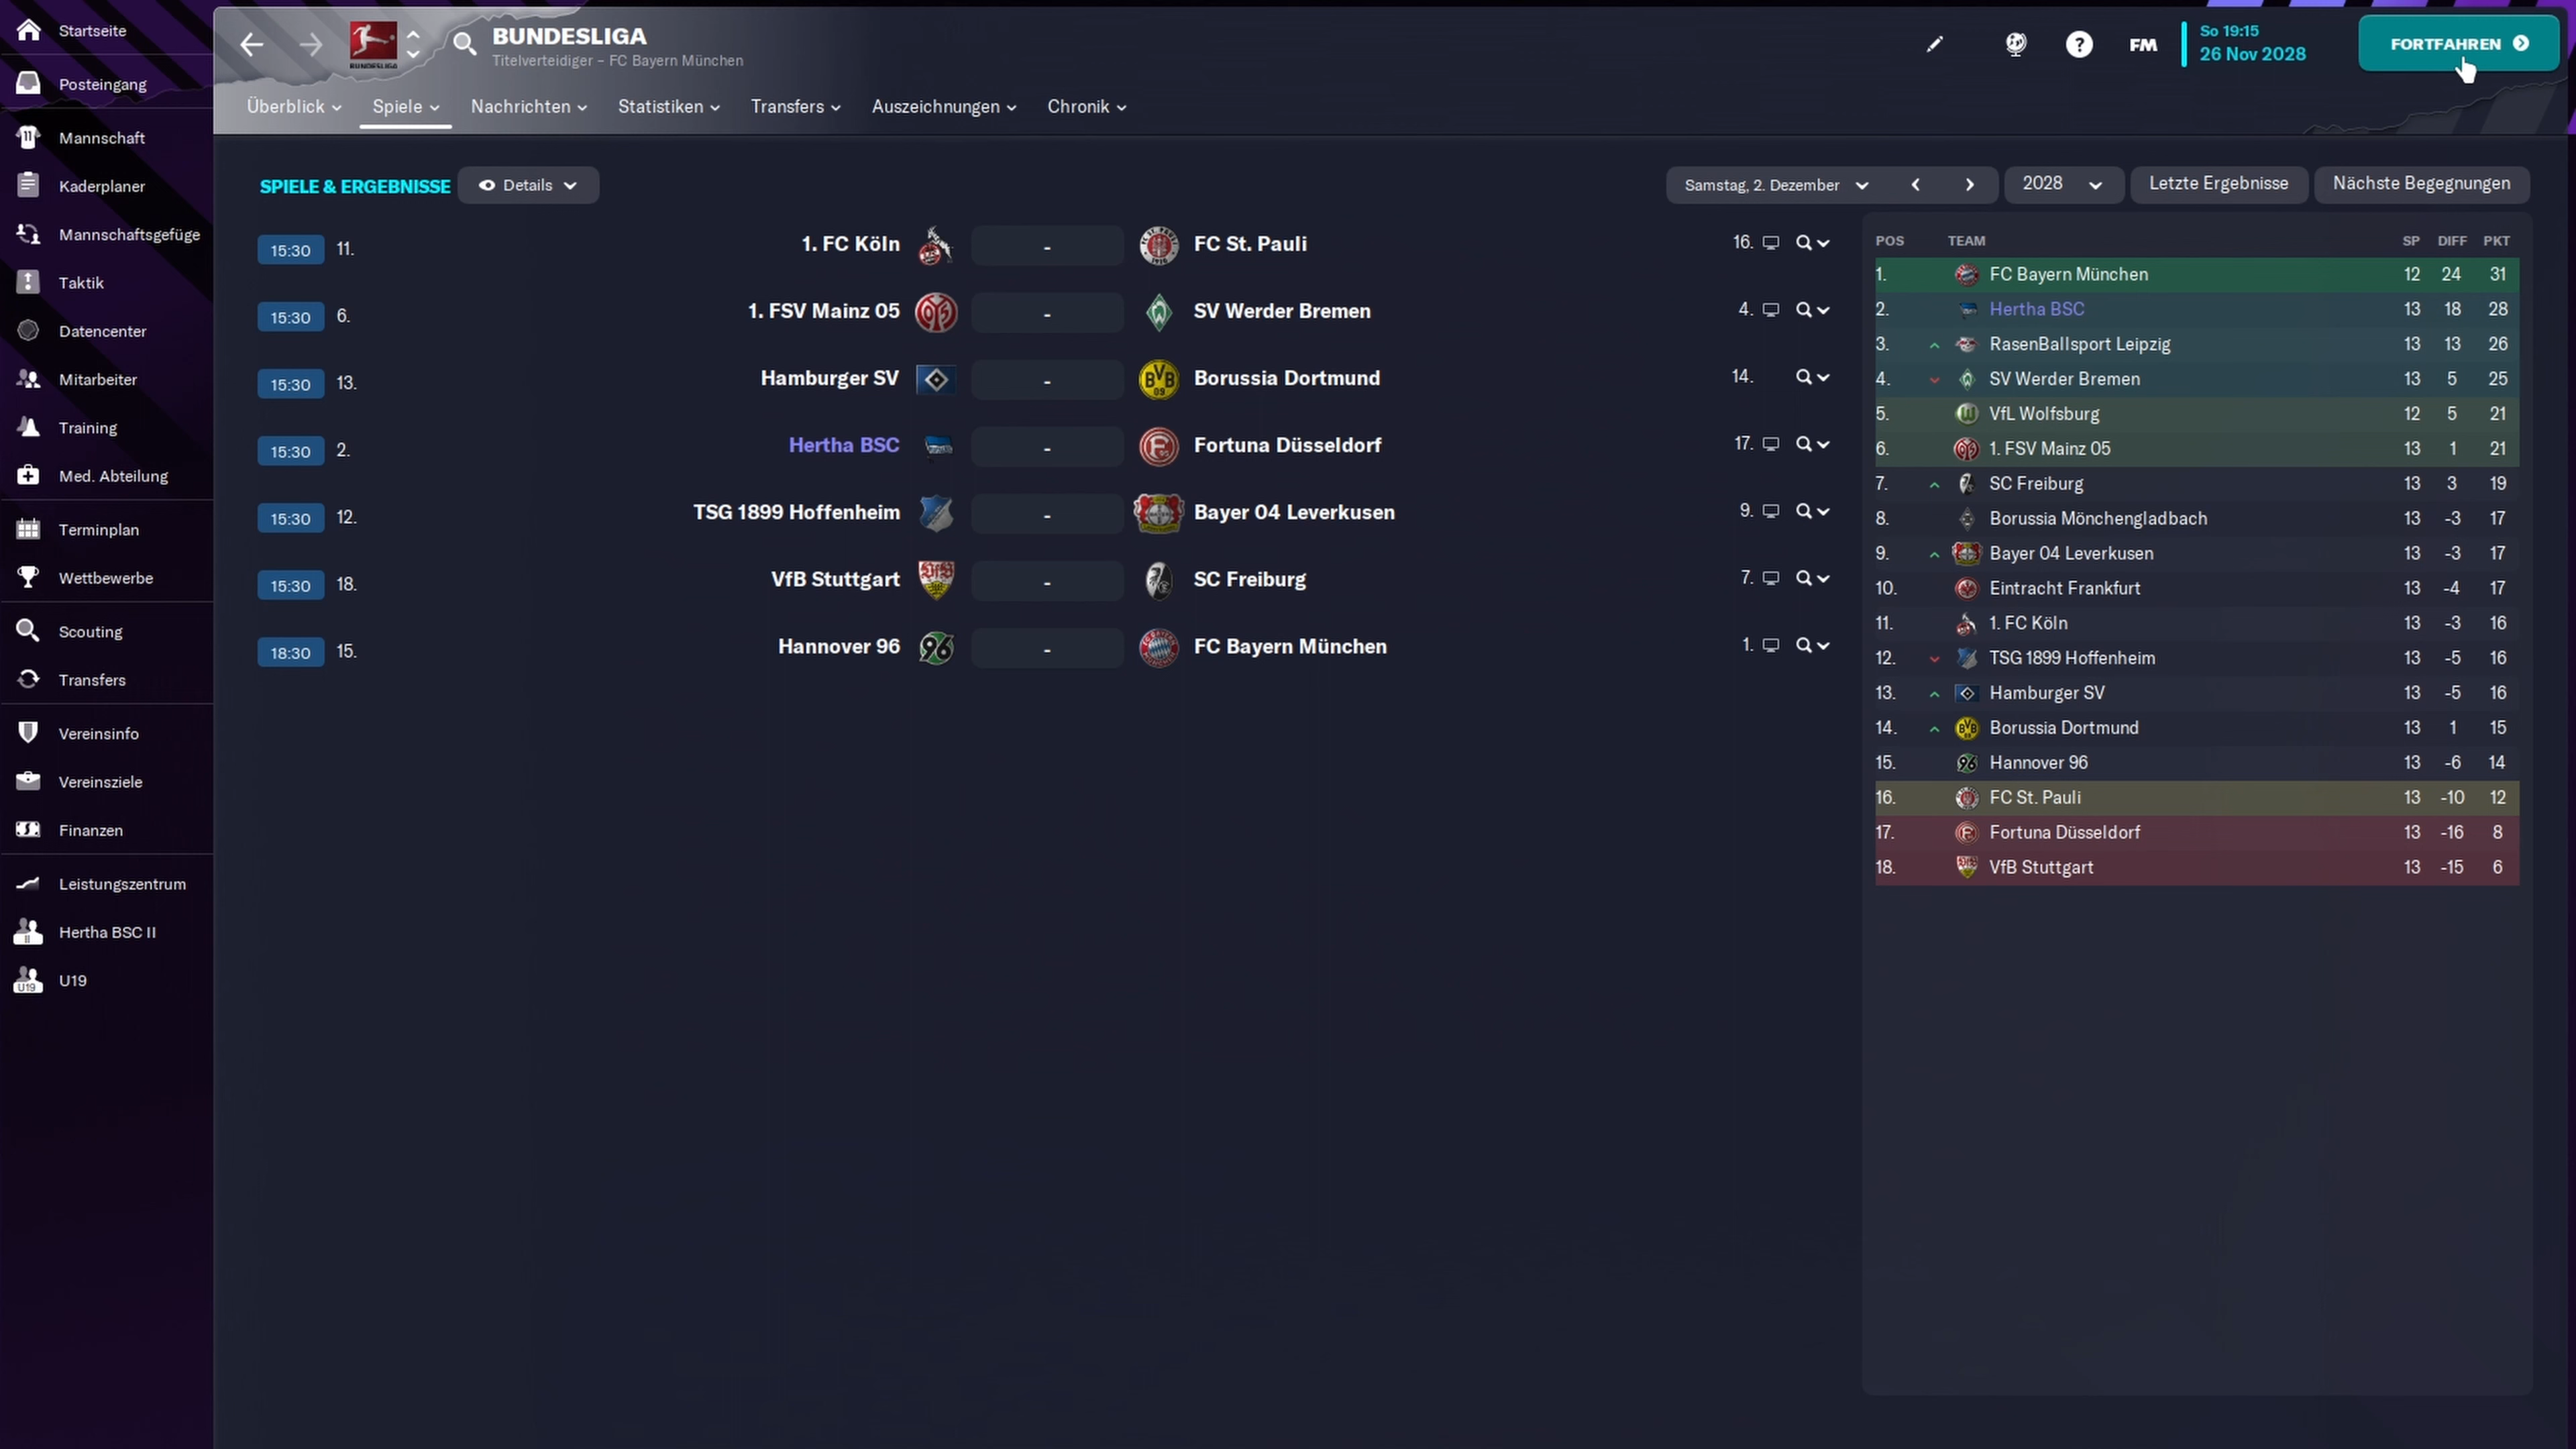 Startseite
Posteingang
Mannschaft
Kaderplaner
Mannschaftsgefüge
Taktik
Datencenter
Mitarbeiter
Training
Med. Abteilung
Terminplan
Wettbewerbe
Scouting
Transfers
Vereinsinfo
Vereinsziele
Finanzen
Leistungszentrum
Hertha BSC II
U19
BUNDESLIGA
Titelverteidiger – FC Bayern München
FM
So 19:15
26 Nov 2028
FORTFAHREN
Überblick Spiele Nachrichten Statistiken Transfers Auszeichnungen Chronik
SPIELE & ERGEBNISSE Details
Samstag, 2. Dezember 2028 Letzte Ergebnisse Nächste Begegnungen
15:30 11. 1. FC Köln - FC St. Pauli 16.
15:30 6. 1. FSV Mainz 05 - SV Werder Bremen 4.
15:30 13. Hamburger SV - Borussia Dortmund 14.
15:30 2. Hertha BSC - Fortuna Düsseldorf 17.
15:30 12. TSG 1899 Hoffenheim - Bayer 04 Leverkusen 9.
15:30 18. VfB Stuttgart - SC Freiburg 7.
18:30 15. Hannover 96 - FC Bayern München 1.
POS TEAM SP DIFF PKT
1. FC Bayern München 12 24 31
2. Hertha BSC 13 18 28
3. RasenBallsport Leipzig 13 13 26
4. SV Werder Bremen 13 5 25
5. VfL Wolfsburg 12 5 21
6. 1. FSV Mainz 05 13 1 21
7. SC Freiburg 13 3 19
8. Borussia Mönchengladbach 13 -3 17
9. Bayer 04 Leverkusen 13 -3 17
10. Eintracht Frankfurt 13 -4 17
11. 1. FC Köln 13 -3 16
12. TSG 1899 Hoffenheim 13 -5 16
13. Hamburger SV 13 -5 16
14. Borussia Dortmund 13 1 15
15. Hannover 96 13 -6 14
16. FC St. Pauli 13 -10 12
17. Fortuna Düsseldorf 13 -16 8
18. VfB Stuttgart 13 -15 6